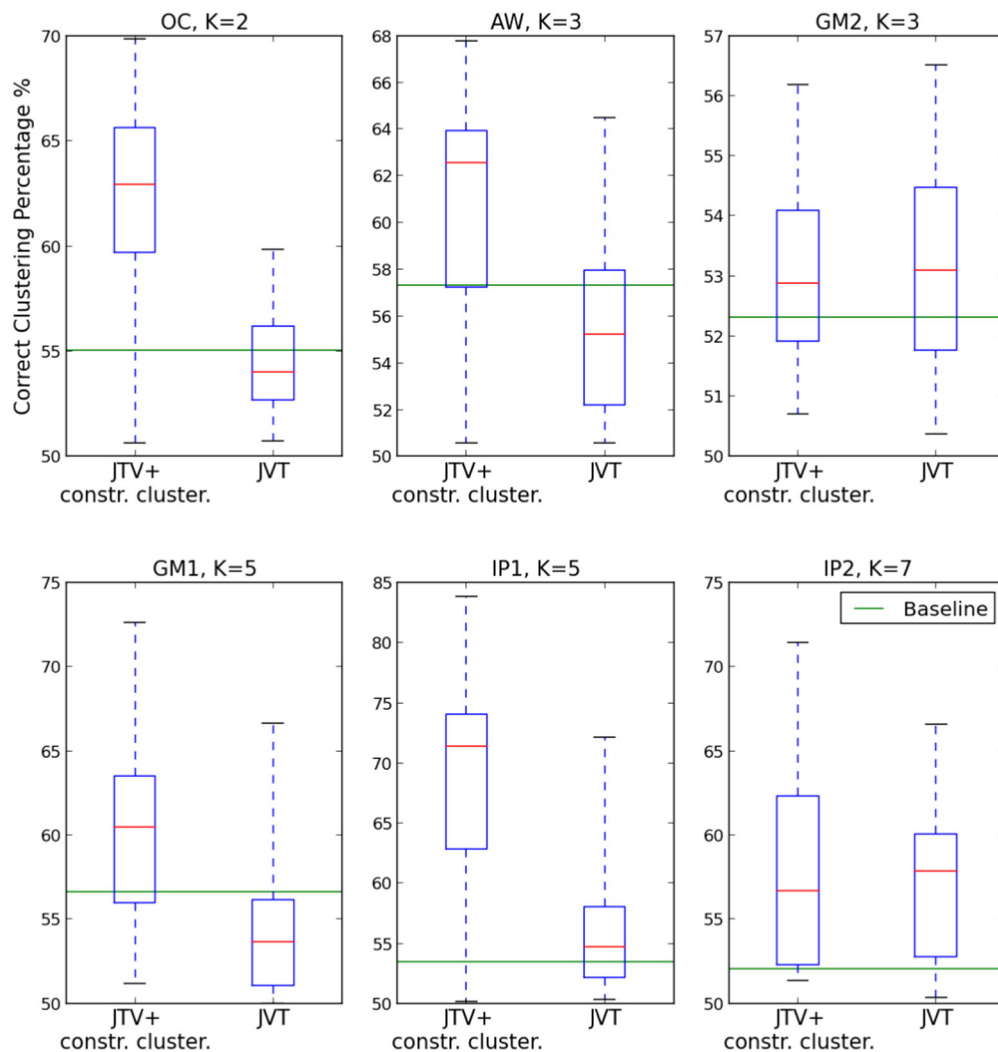 OC, K=2
AW, K=3
GM2, K=3
Correct Clustering Percentage %
70
65
60
55
50
JTV+
constr. cluster.
JVT
68
66
64
62
60
58
56
54
52
50
JTV+
constr. cluster.
JVT
57
56
55
54
53
52
51
50
JTV+
constr. cluster.
JVT
GM1, K=5
IP1, K=5
IP2, K=7
75
70
65
60
55
50
JTV+
constr. cluster.
JVT
85
80
75
70
65
60
55
50
JTV+
constr. cluster.
JVT
Baseline
75
70
65
60
55
50
JTV+
constr. cluster.
JVT